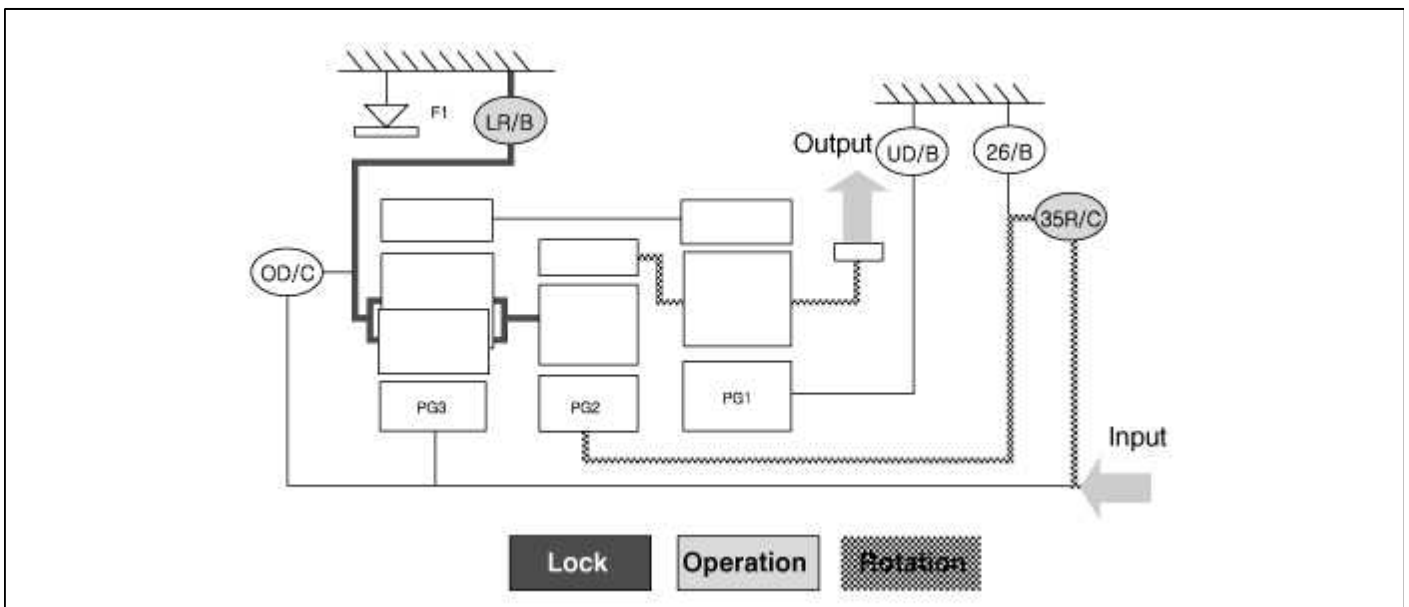 F1
LR/B
Output
UD/B
26/B
35R/C
OD/C
PG3
PG2
PG1
Input
Lock
Operation
Rotation